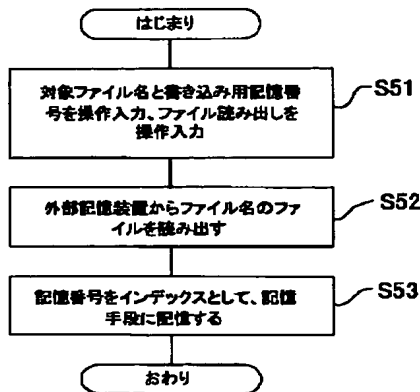 はじまり
対象ファイル名と書き込み用記憶番
号を操作入力、ファイル読み出しを
操作入力
S51
外部記憶装置からファイル名のファ
イルを読み出す
S52
記憶番号をインデックスとして、記憶
手段に記憶する
S53
おわり